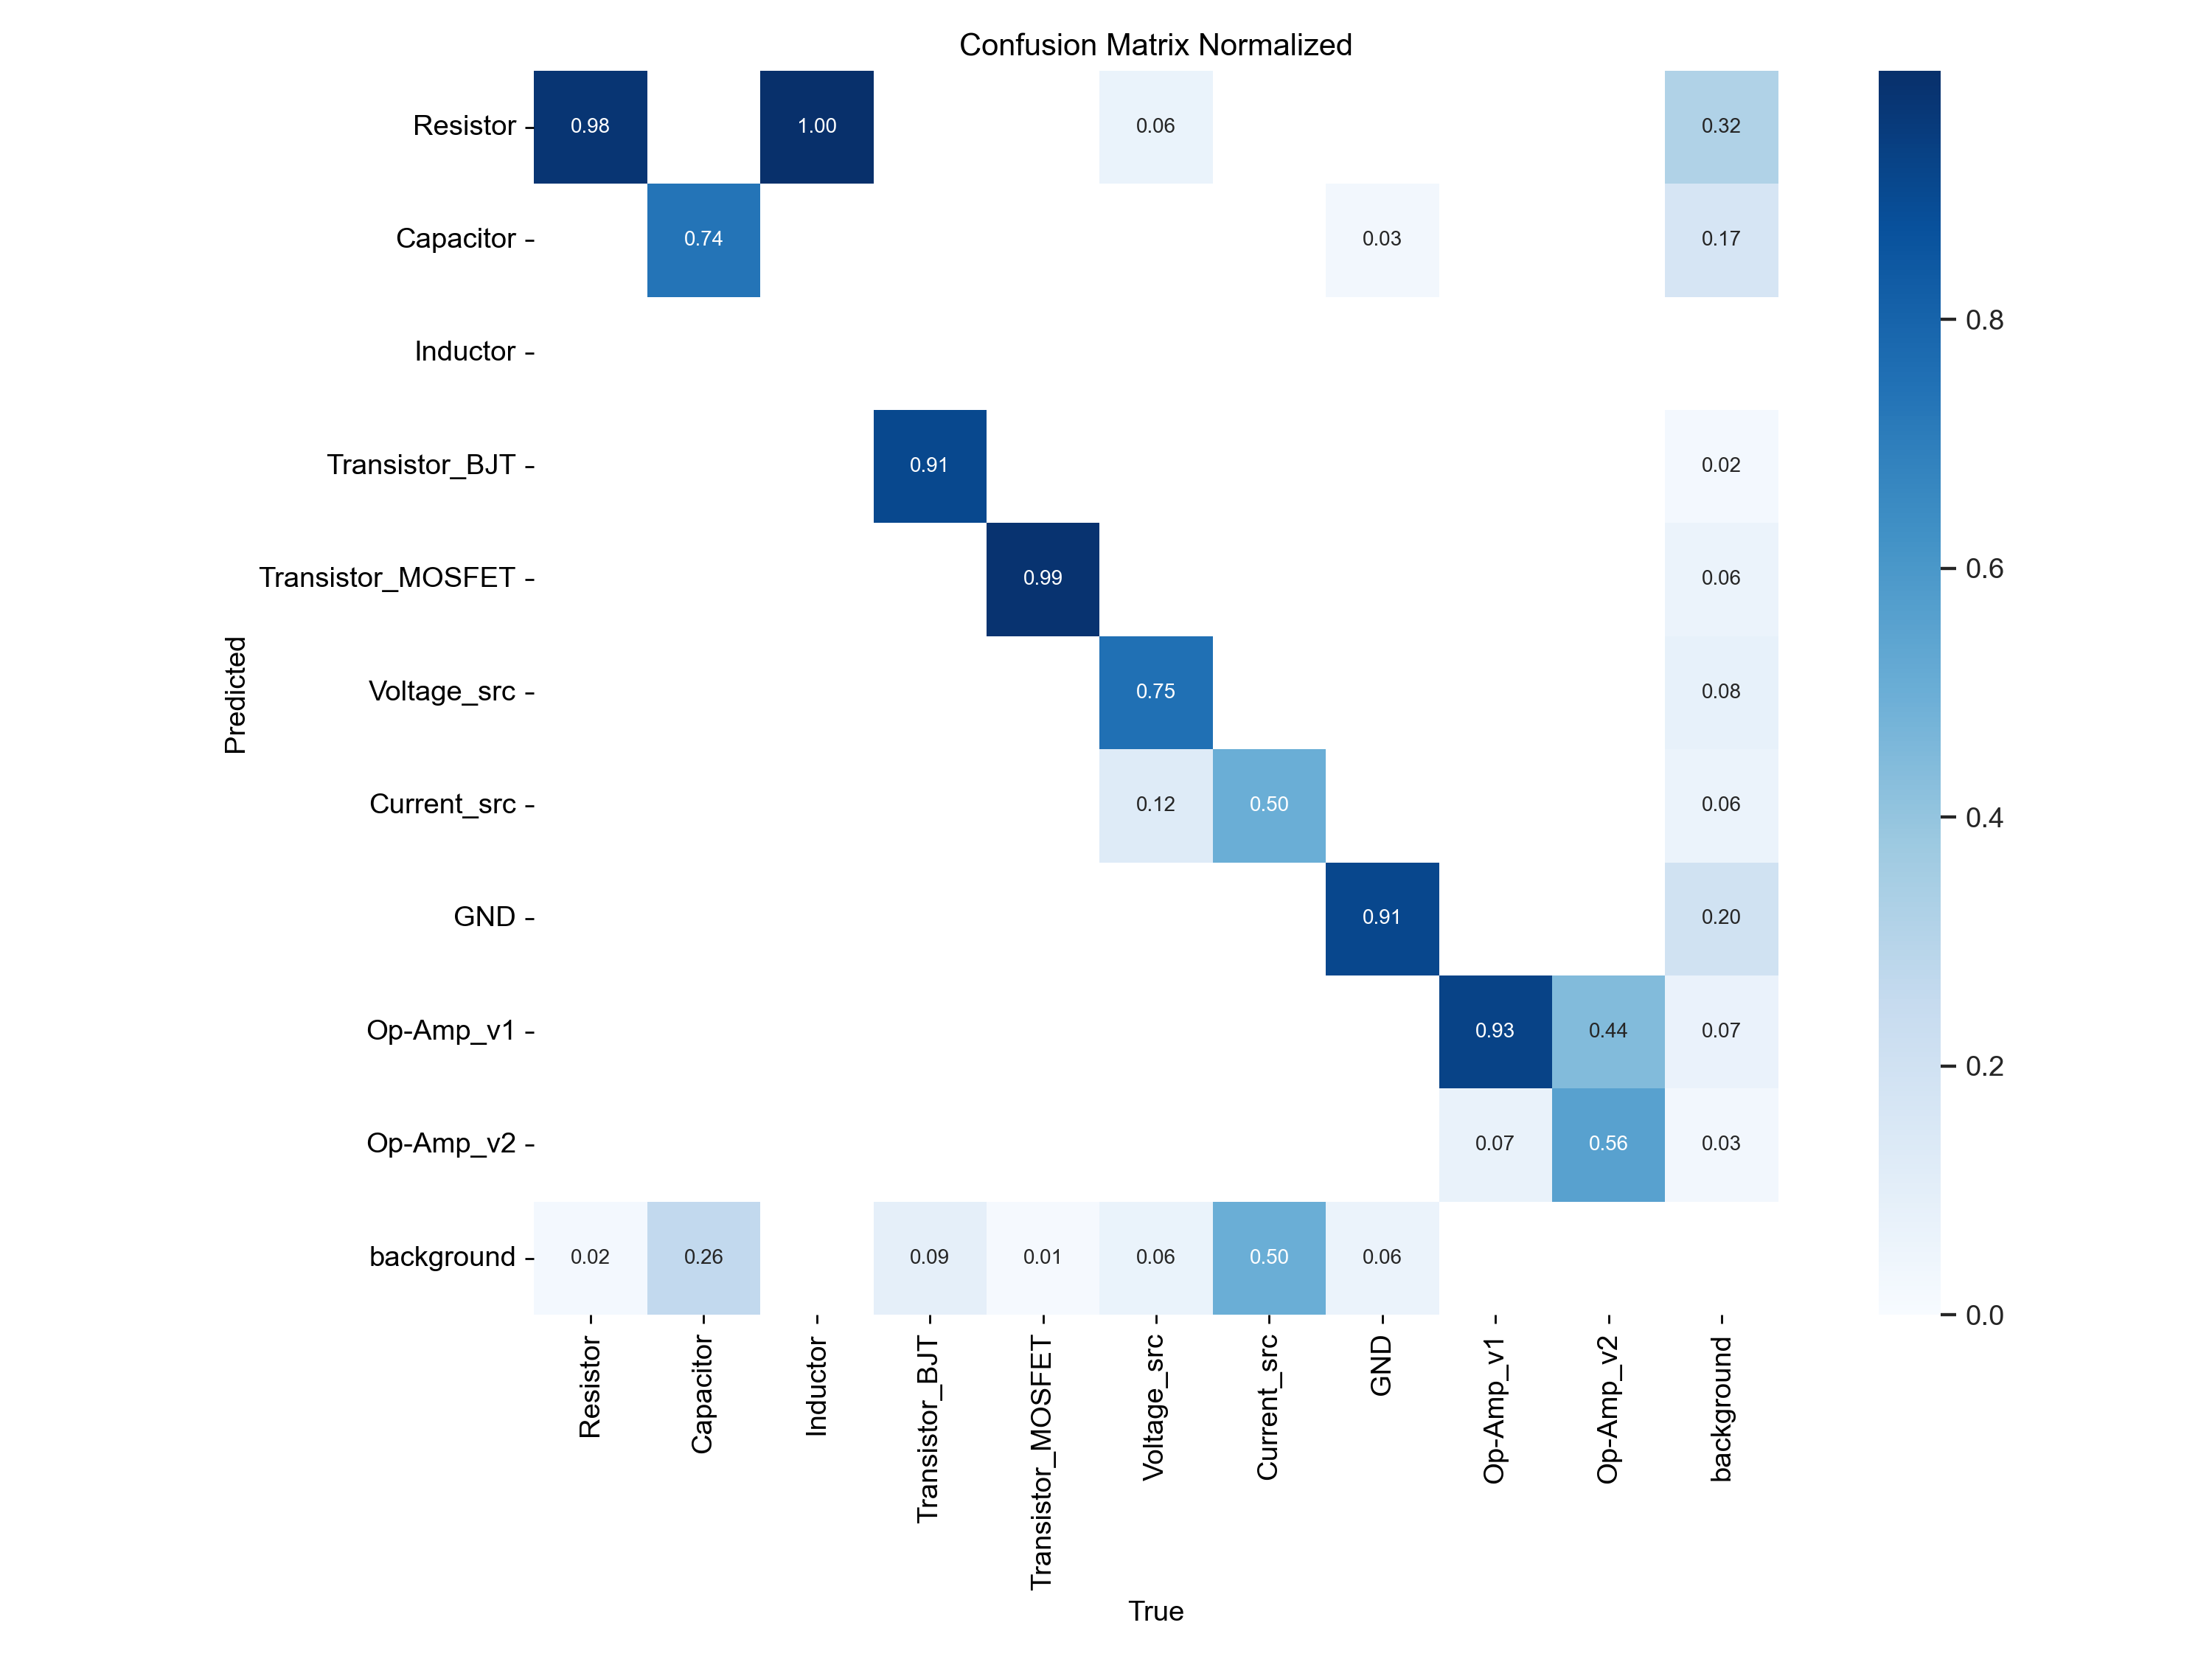 Confusion Matrix Normalized
Resistor 0.98 1.00 0.06 0.32
Capacitor 0.74 0.03 0.17
0.8
Inductor
Transistor_BJT 0.91 0.02
Transistor_MOSFET 0.99 0.06
0.6
Predicted
Voltage_src 0.75 0.08
Current_src 0.12 0.50 0.06
0.4
GND 0.91 0.20
Op-Amp_v1 0.93 0.44 0.07
0.2
Op-Amp_v2 0.07 0.56 0.03
background 0.02 0.26 0.09 0.01 0.06 0.50 0.06
0.0
Resistor
Capacitor
Inductor
Transistor_BJT
Transistor_MOSFET
Voltage_src
Current_src
GND
Op-Amp_v1
Op-Amp_v2
background
True